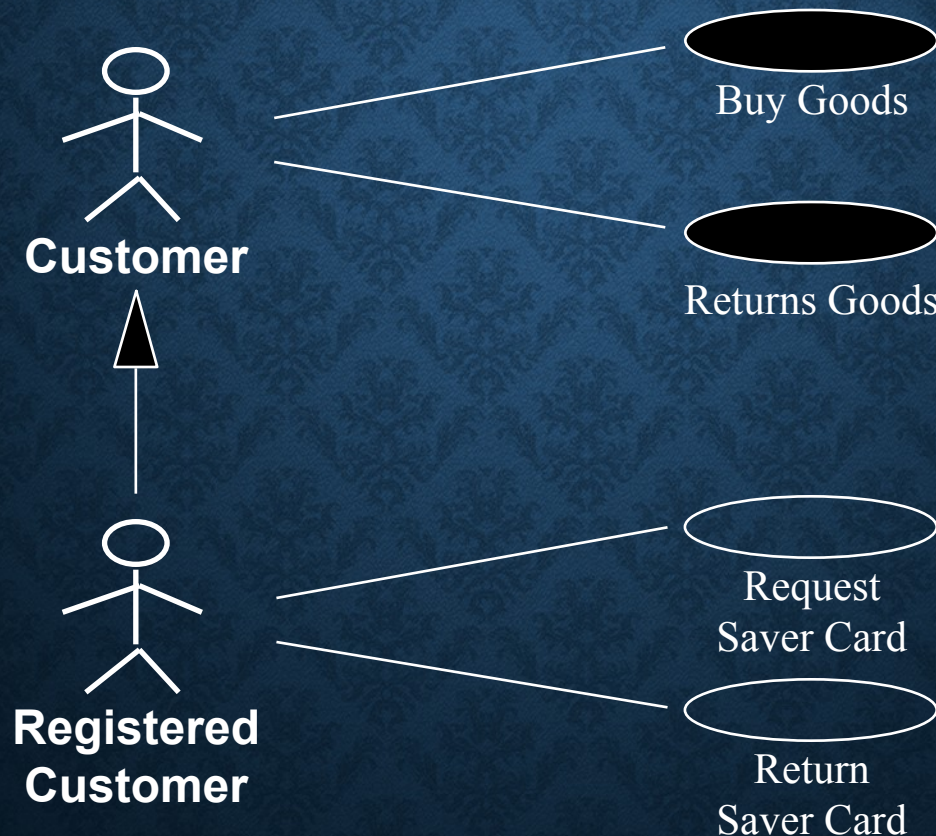 Buy Goods
Customer
Returns Goods
Request
Saver Card
Registered
Customer
Return
Saver Card